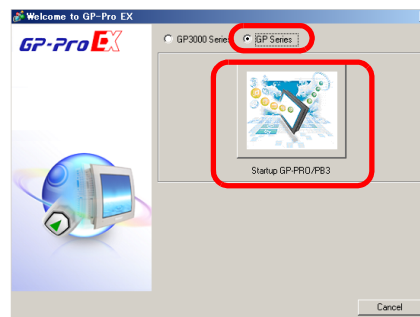 Welcome to GP-Pro EX
GP-Pro EX
GP3000 Series
GP Series
Startup GP-PRO/PB3
Cancel